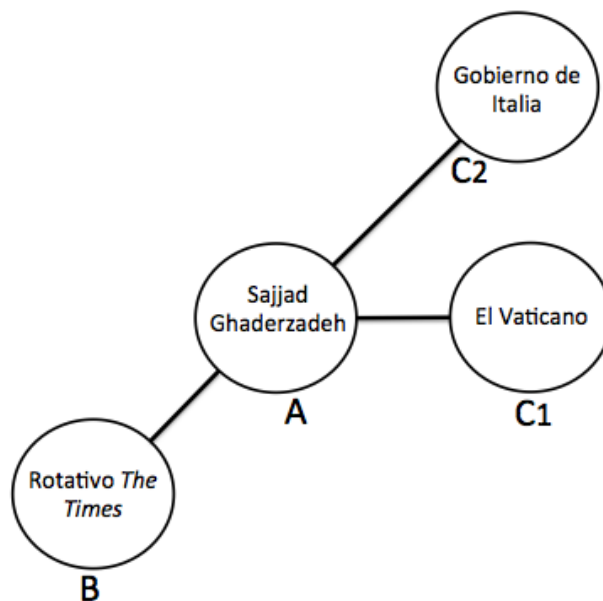 Gobierno de
Italia
C2
Sajjad
Ghaderzadeh
El Vaticano
A
C1
Rotativo The
Times
B